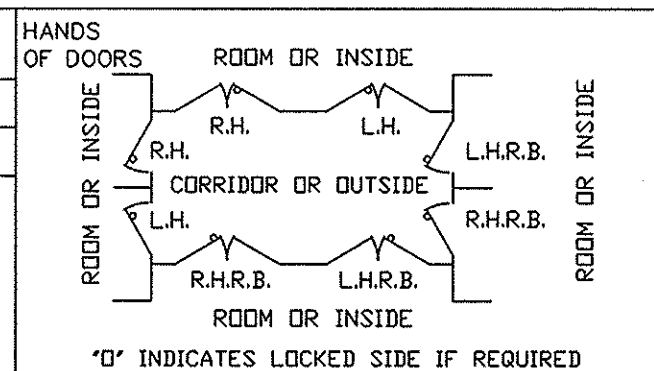 HANDS
OF DOORS
ROOM OR INSIDE
ROOM OR INSIDE
R.H.
L.H.
R.H.
L.H.R.B.
CORRIDOR OR OUTSIDE
L.H.
R.H.R.B.
R.H.R.B.
L.H.R.B.
ROOM OR INSIDE
ROOM OR INSIDE
'O' INDICATES LOCKED SIDE IF REQUIRED